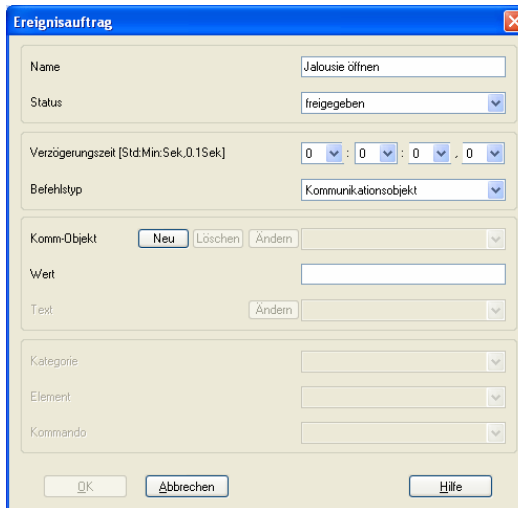 Ereignisauftrag
Name Jalousie öffnen
Status freigegeben
Verzögerungszeit [Std:Min:Sek,0.1Sek] 0 : 0 : 0 , 0
Befehlstyp Kommunikationsobjekt
Komm-Objekt Neu Löschen Ändern
Wert
Text Ändern
Kategorie
Element
Kommando
OK Abbrechen Hilfe